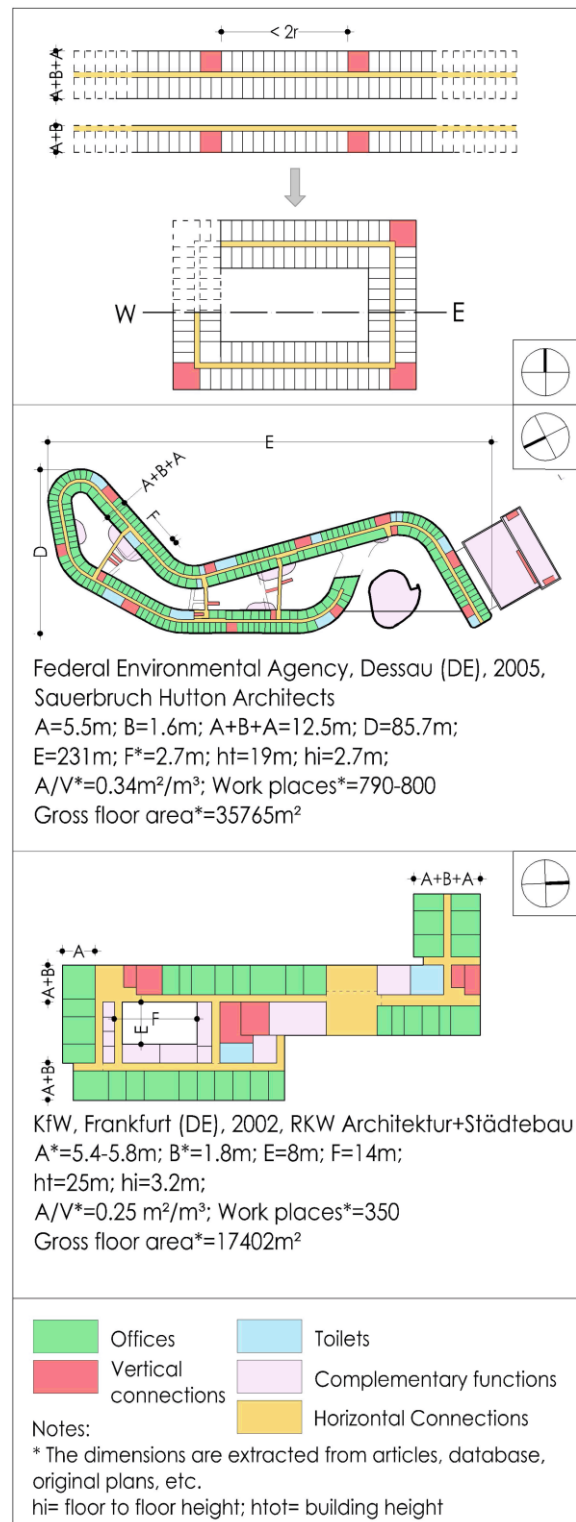 < 2r
A+B+A
A+B
W
E
E
A+B+A
F
D
Federal Environmental Agency, Dessau (DE), 2005,
Sauerbruch Hutton Architects
A=5.5m; B=1.6m; A+B+A=12.5m; D=85.7m;
E=231m; F*=2.7m; ht=19m; hi=2.7m;
A/V*=0.34m²/m³; Work places*=790-800
Gross floor area*=35765m²
A+B+A
A
A+B
F
E
A+B
KfW, Frankfurt (DE), 2002, RKW Architektur+Städtebau
A*=5.4-5.8m; B*=1.8m; E=8m; F=14m;
ht=25m; hi=3.2m;
A/V*=0.25 m²/m³; Work places*=350
Gross floor area*=17402m²
Offices
Toilets
Vertical
connections
Complementary functions
Horizontal Connections
Notes:
* The dimensions are extracted from articles, database,
original plans, etc.
hi= floor to floor height; htot= building height